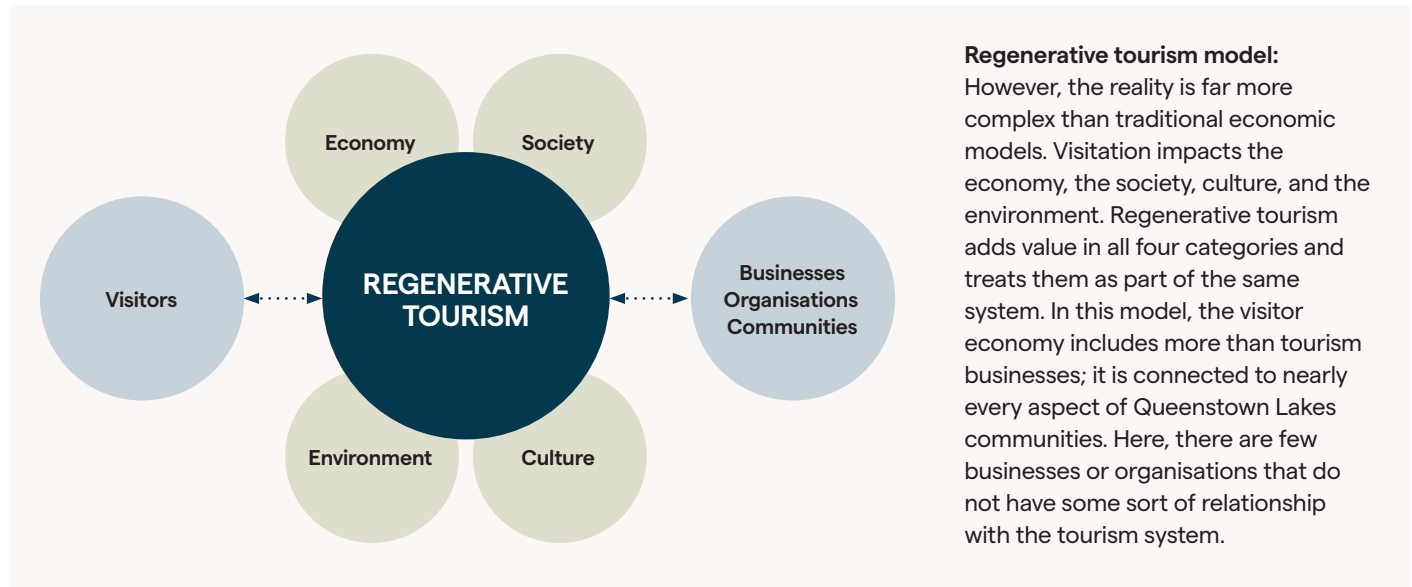 Economy
Society
Visitors
REGENERATIVE
TOURISM
Businesses
Organisations
Communities
Environment
Culture
Regenerative tourism model:
However, the reality is far more
complex than traditional economic
models. Visitation impacts the
economy, the society, culture, and the
environment. Regenerative tourism
adds value in all four categories and
treats them as part of the same
system. In this model, the visitor
economy includes more than tourism
businesses; it is connected to nearly
every aspect of Queenstown Lakes
communities. Here, there are few
businesses or organisations that do
not have some sort of relationship
with the tourism system.